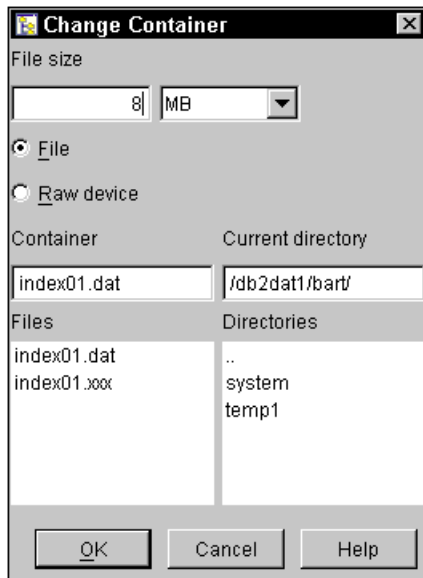 Change Container
File size
8 MB
File
Raw device
Container Current directory
index01.dat /db2dat1/bart/
Files Directories
index01.dat ..
index01.xxx system
temp1
OK Cancel Help